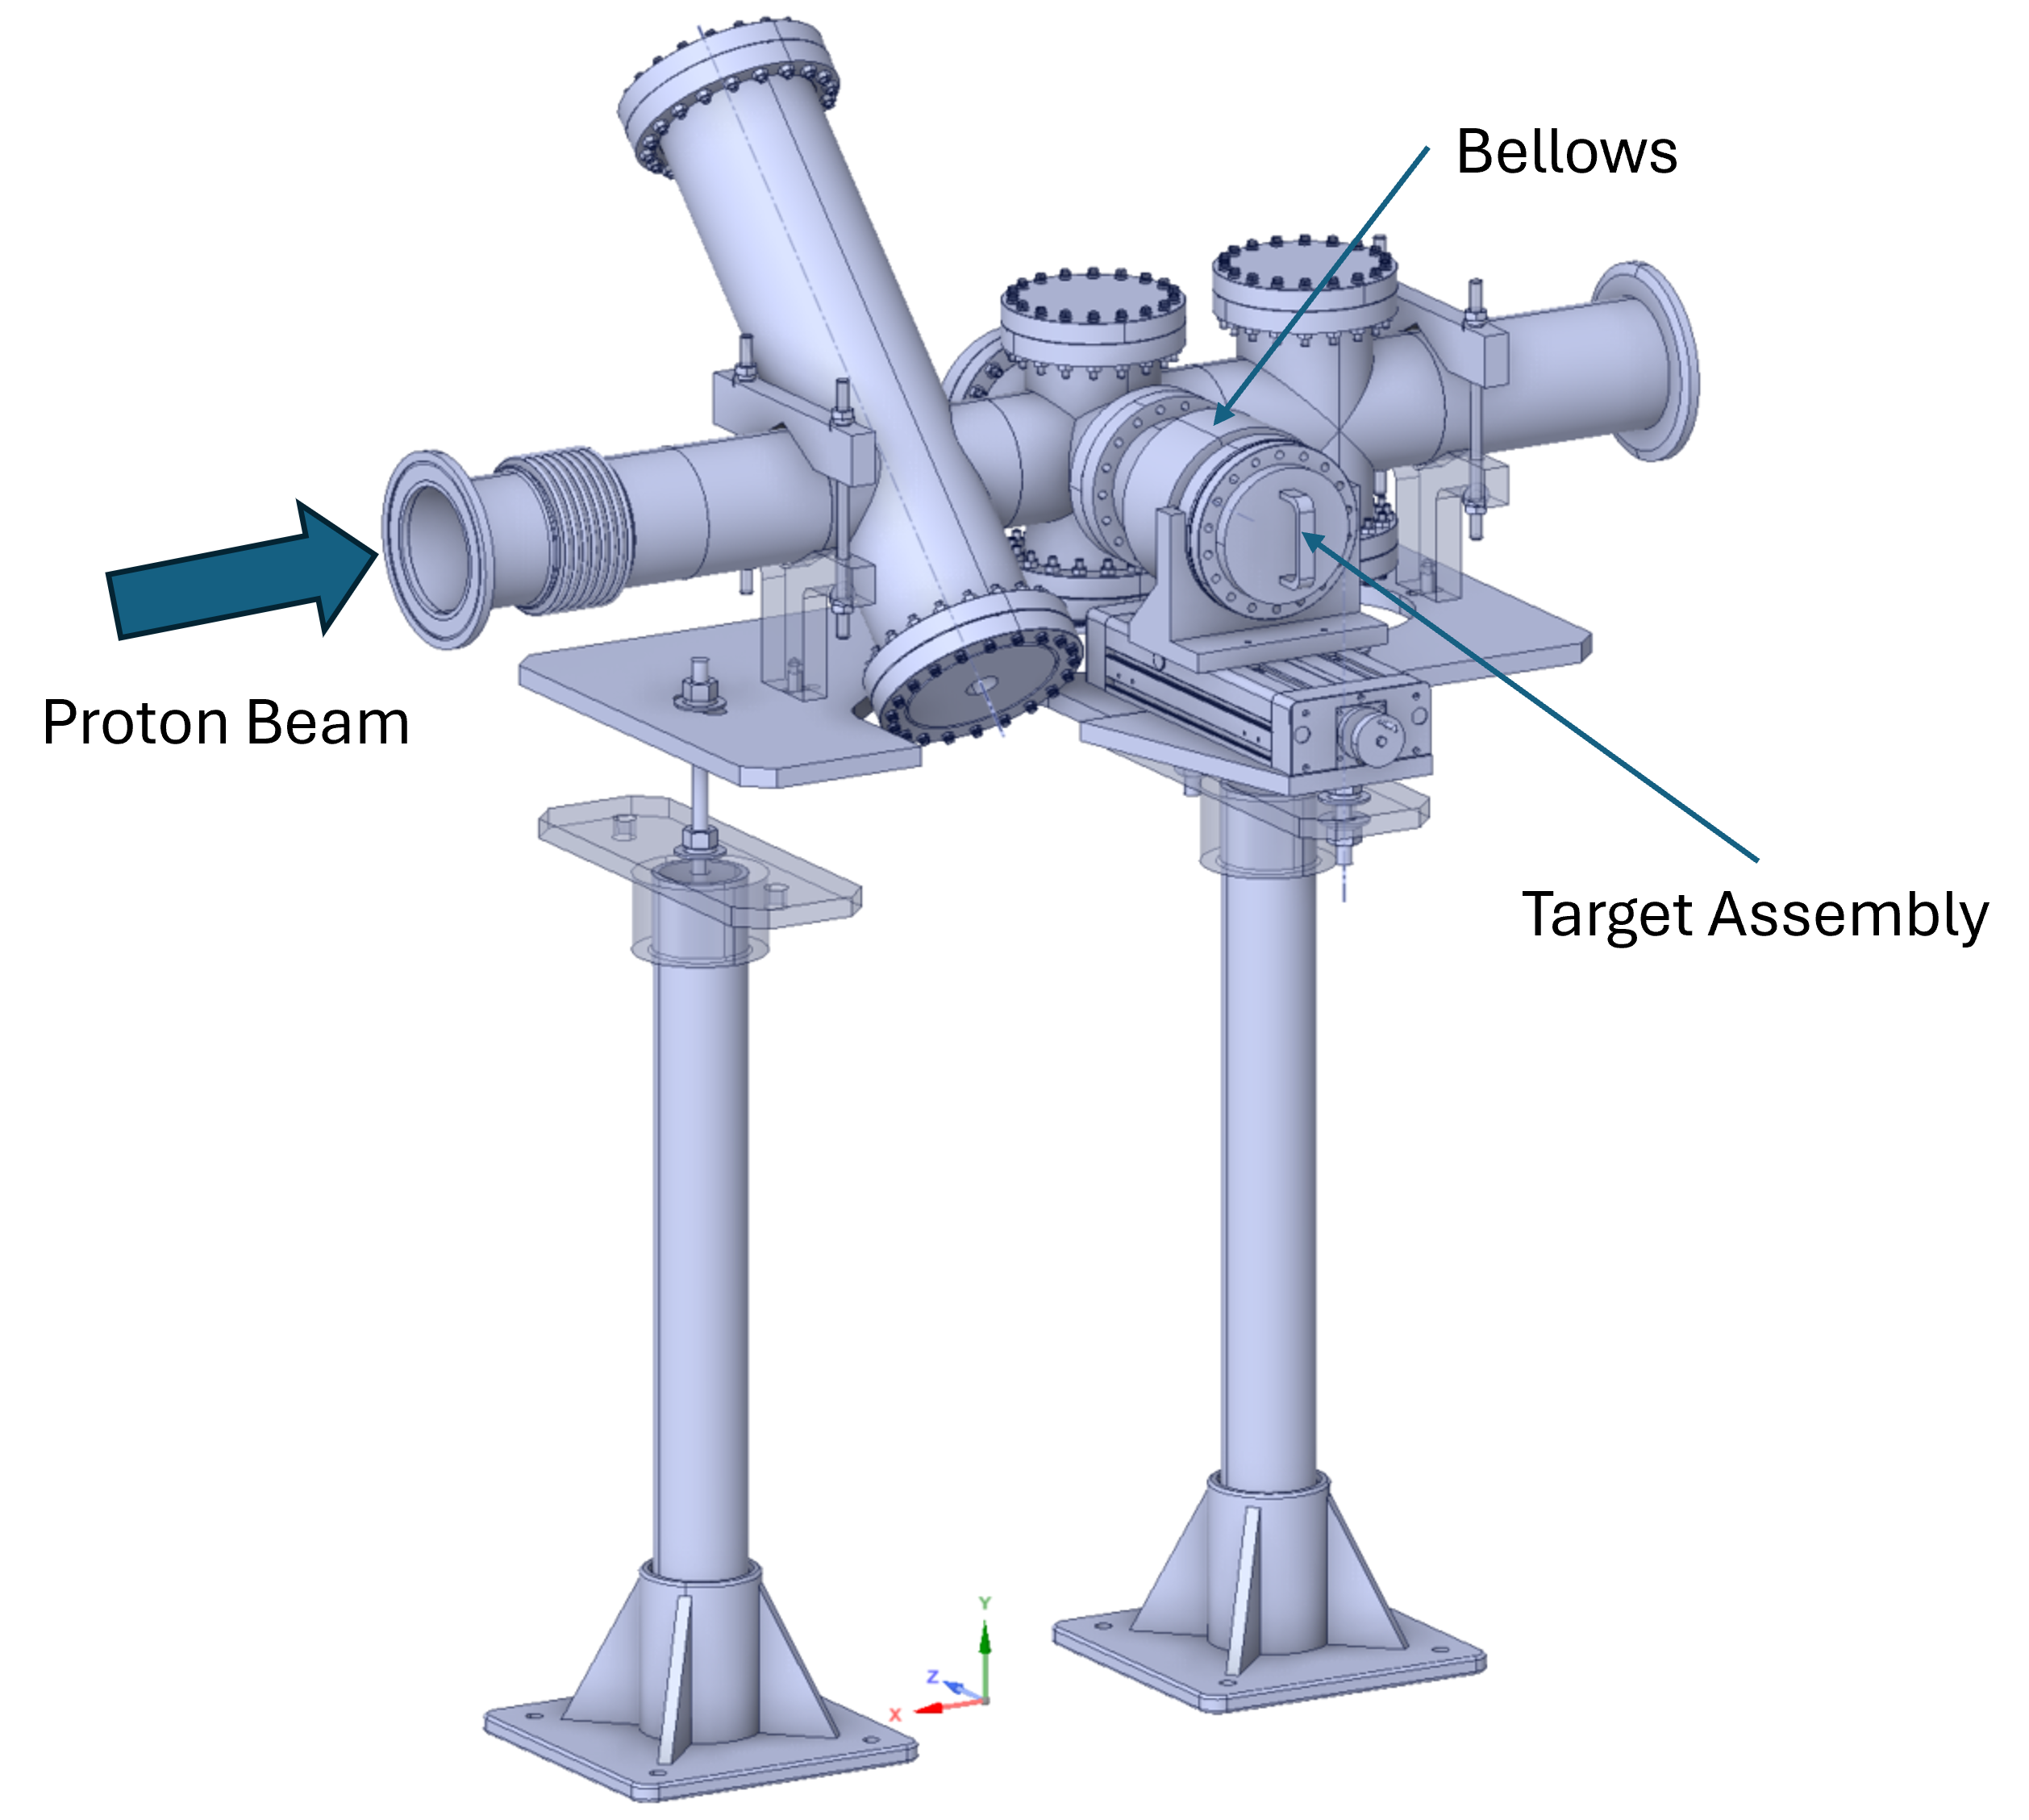 Bellows
Proton Beam
Target Assembly
Y
Z
X